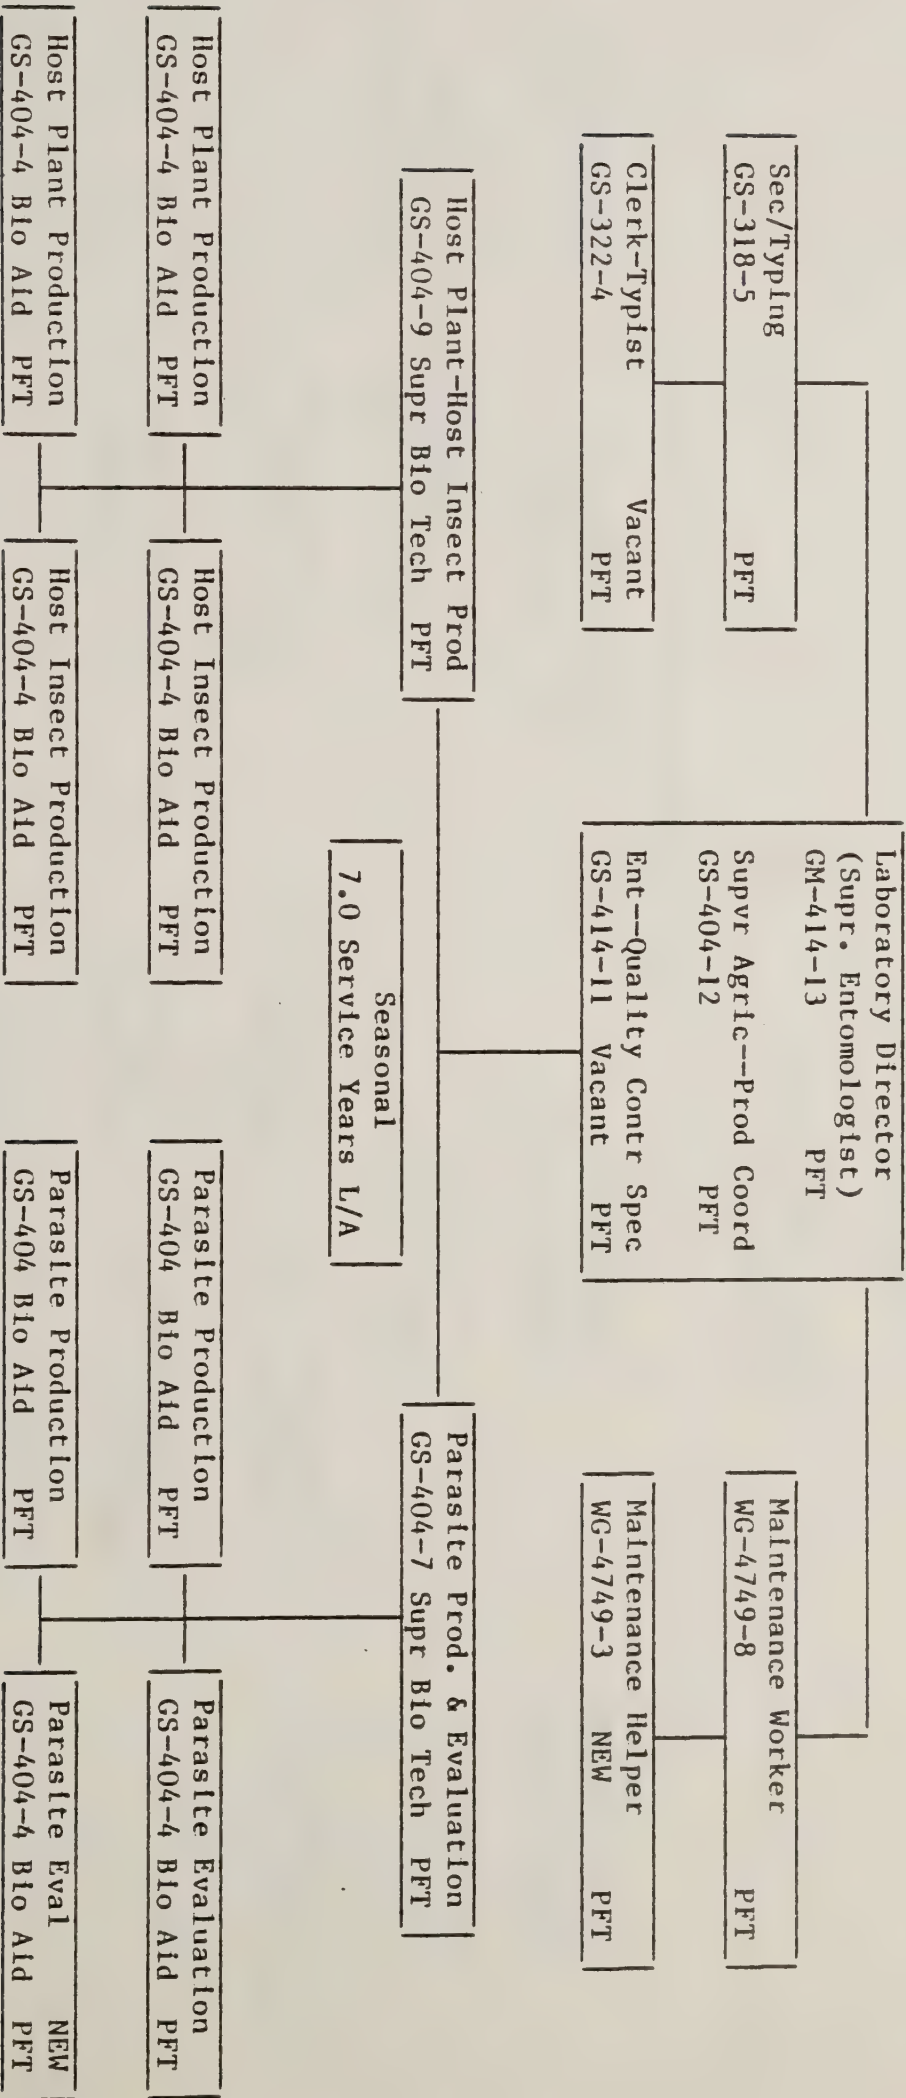 Laboratory Director
(Supr. Entomologist)
GM-414-13 PFT
Supvr Agric--Prod Coord
GS-404-12 PFT
Ent--Quality Contr Spec
GS-414-11 Vacant PFT
Sec/Typing
GS-318-5 PFT
Clerk-Typist Vacant
GS-322-4 PFT
Maintenance Worker
WG-4749-8 PFT
Maintenance Helper
WG-4749-3 NEW PFT
Host Plant-Host Insect Prod
GS-404-9 Supr Bio Tech PFT
Parasite Prod. & Evaluation
GS-404-7 Supr Bio Tech PFT
Seasonal
7.0 Service Years L/A
Host Plant Production
GS-404-4 Bio Aid PFT
Host Insect Production
GS-404-4 Bio Aid PFT
Parasite Production
GS-404 Bio Aid PFT
Parasite Evaluation
GS-404-4 Bio Aid PFT
Host Plant Production
GS-404-4 Bio Aid PFT
Host Insect Production
GS-404-4 Bio Aid PFT
Parasite Production
GS-404 Bio Aid PFT
Parasite Eval NEW
GS-404-4 Bio Aid PFT